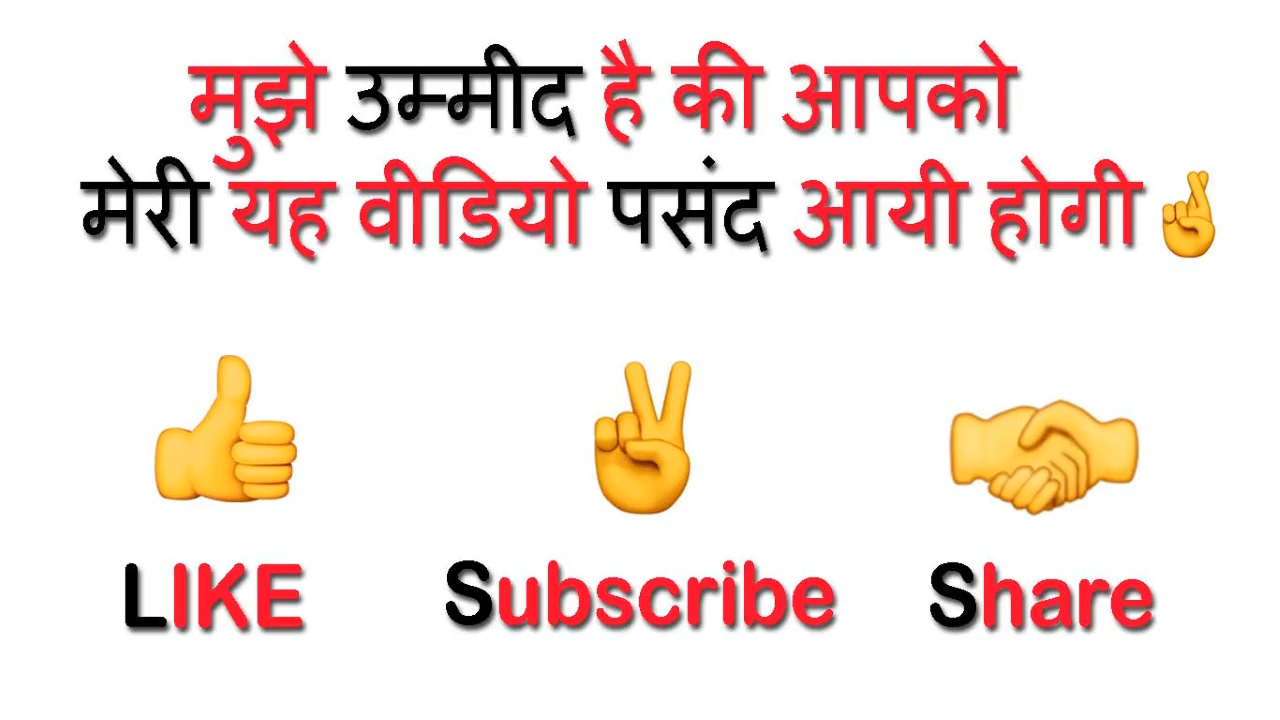 मुझे उम्मीद है की आपको
मेरी यह वीडियो पसंद आयी होगी🤞
LIKE Subscribe Share